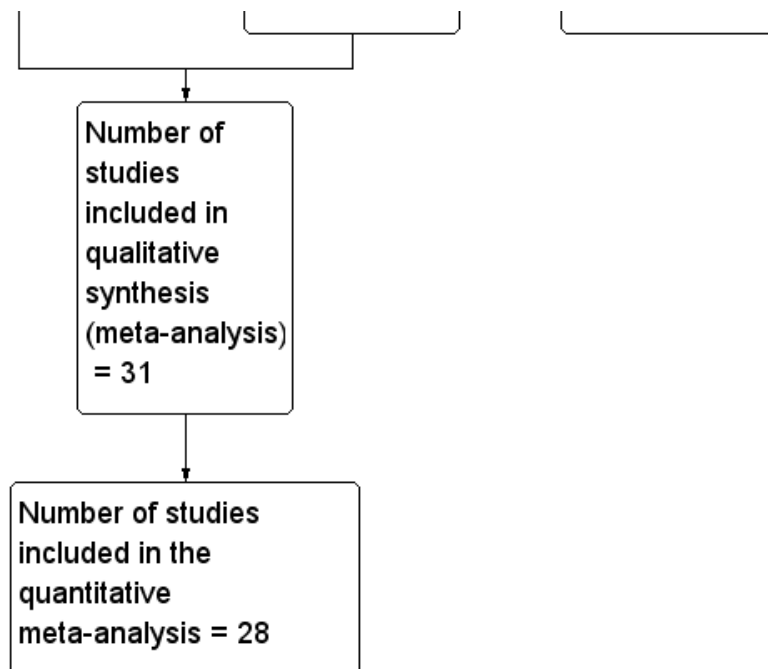 Number of
studies
included in
qualitative
synthesis
(meta-analysis)
= 31
Number of studies
included in the
quantitative
meta-analysis = 28